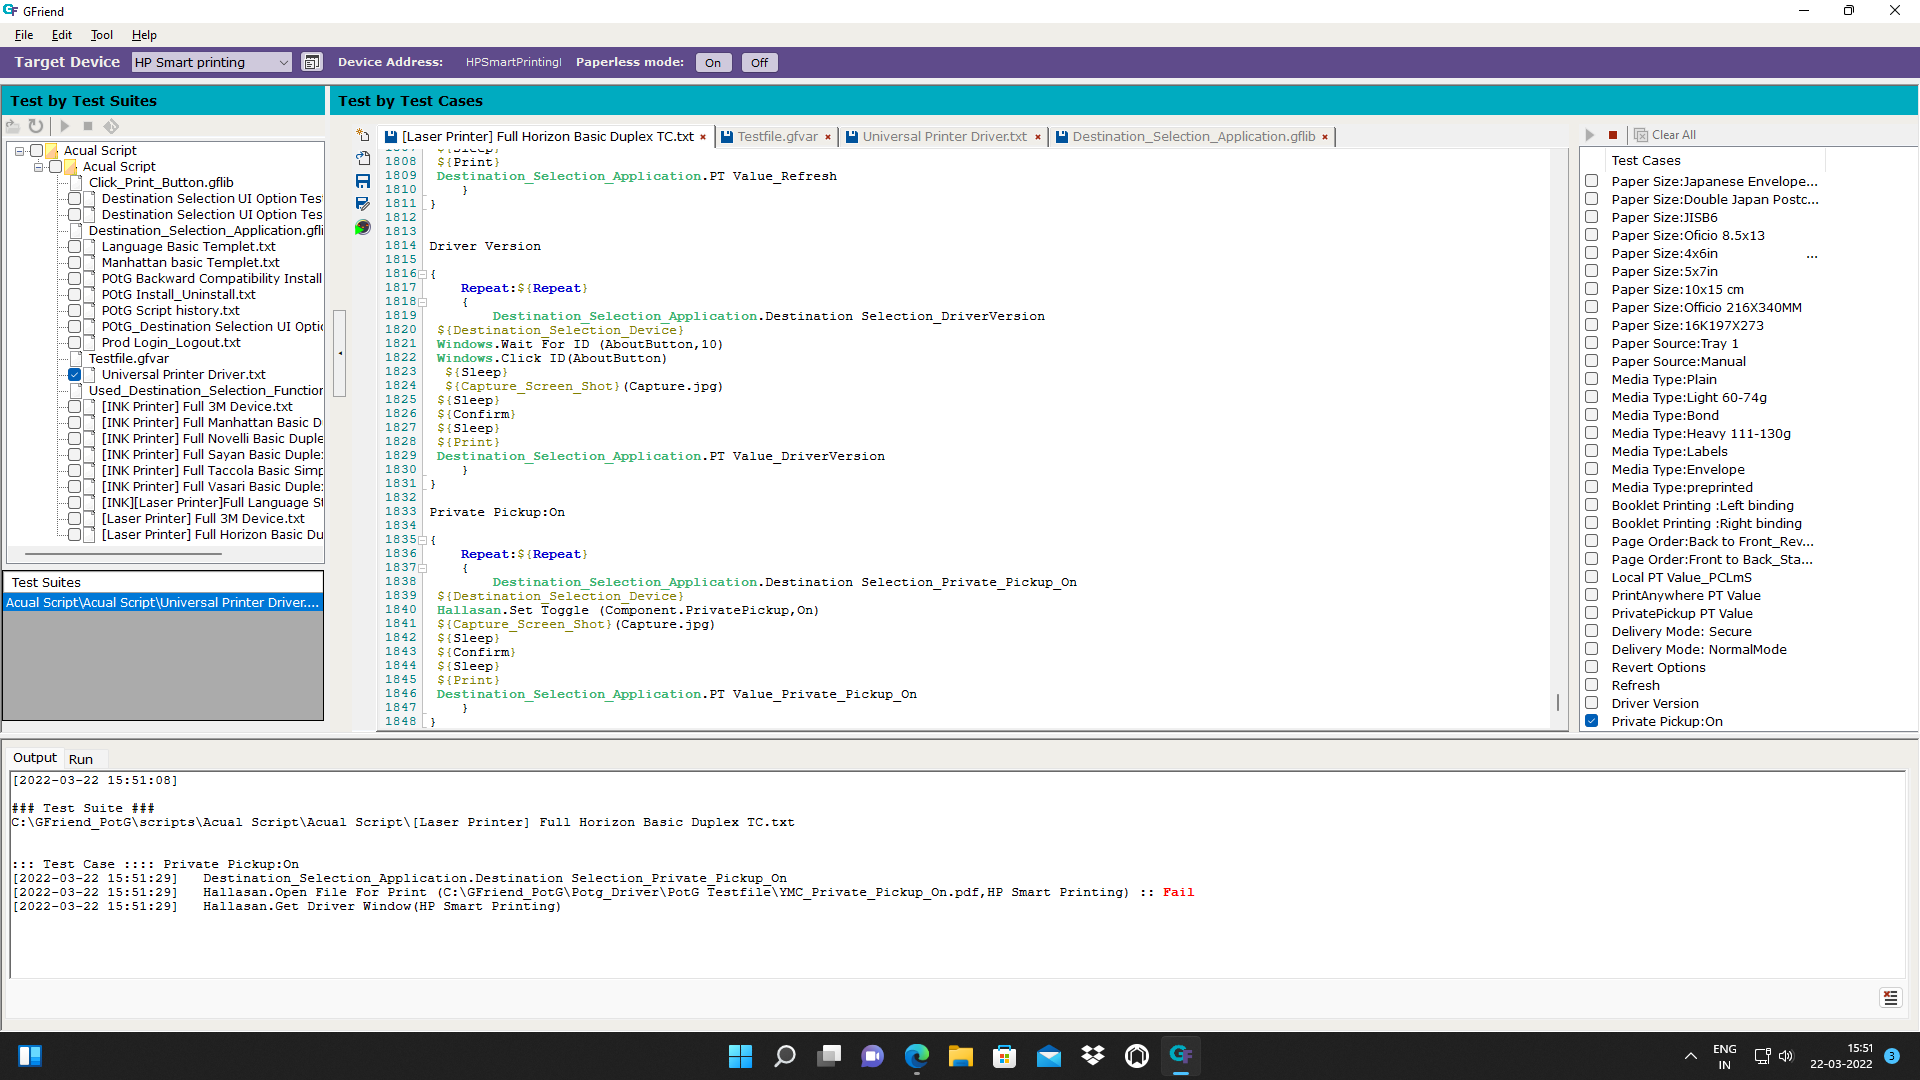 GFriend
File Edit Tool Help
Target Device HP Smart printing Device Address: HPSmartPrintingI Paperless mode: On Off
Test by Test Suites
Acual Script
Acual Script
Click_Print_Button.gflib
Destination Selection UI Option Tes
Destination Selection UI Option Tes
Destination_Selection_Application.gfli
Language Basic Templet.txt
Manhattan basic Templet.txt
POtG Backward Compatibility Install
POtG Install_Uninstall.txt
POtG Script history.txt
POtG_Destination Selection UI Optic
Prod Login_Logout.txt
Testfile.gfvar
Universal Printer Driver.txt
Used_Destination_Selection_Function
[INK Printer] Full 3M Device.txt
[INK Printer] Full Manhattan Basic D
[INK Printer] Full Novelli Basic Duple
[INK Printer] Full Sayan Basic Duple
[INK Printer] Full Taccola Basic Simp
[INK Printer] Full Vasari Basic Duple
[INK][Laser Printer]Full Language St
[Laser Printer] Full 3M Device.txt
[Laser Printer] Full Horizon Basic Du
Test Suites
Acual Script\Acual Script\Universal Printer Driver....
Test by Test Cases
[Laser Printer] Full Horizon Basic Duplex TC.txt × Testfile.gfvar × Universal Printer Driver.txt × Destination_Selection_Application.gflib ×
1807 ${Sleep}
1808 ${Print}
1809 Destination_Selection_Application.PT Value_Refresh
1810 }
1811 }
1812
1813
1814 Driver Version
1815
1816 {
1817 Repeat:${Repeat}
1818 {
1819 Destination_Selection_Application.Destination Selection_DriverVersion
1820 ${Destination_Selection_Device}
1821 Windows.Wait For ID (AboutButton,10)
1822 Windows.Click ID(AboutButton)
1823 ${Sleep}
1824 ${Capture_Screen_Shot}(Capture.jpg)
1825 ${Sleep}
1826 ${Confirm}
1827 ${Sleep}
1828 ${Print}
1829 Destination_Selection_Application.PT Value_DriverVersion
1830 }
1831 }
1832
1833 Private Pickup:On
1834
1835 {
1836 Repeat:${Repeat}
1837 {
1838 Destination_Selection_Application.Destination Selection_Private_Pickup_On
1839 ${Destination_Selection_Device}
1840 Hallasan.Set Toggle (Component.PrivatePickup,On)
1841 ${Capture_Screen_Shot}(Capture.jpg)
1842 ${Sleep}
1843 ${Confirm}
1844 ${Sleep}
1845 ${Print}
1846 Destination_Selection_Application.PT Value_Private_Pickup_On
1847 }
1848 }
Clear All
Test Cases
Paper Size:Japanese Envelope...
Paper Size:Double Japan Postc...
Paper Size:JISB6
Paper Size:Oficio 8.5x13
Paper Size:4x6in ...
Paper Size:5x7in
Paper Size:10x15 cm
Paper Size:Officio 216X340MM
Paper Size:16K197X273
Paper Source:Tray 1
Paper Source:Manual
Media Type:Plain
Media Type:Light 60-74g
Media Type:Bond
Media Type:Heavy 111-130g
Media Type:Labels
Media Type:Envelope
Media Type:preprinted
Booklet Printing :Left binding
Booklet Printing :Right binding
Page Order:Back to Front_Rev...
Page Order:Front to Back_Sta...
Local PT Value_PCLmS
PrintAnywhere PT Value
PrivatePickup PT Value
Delivery Mode: Secure
Delivery Mode: NormalMode
Revert Options
Refresh
Driver Version
Private Pickup:On
Output Run
[2022-03-22 15:51:08]
### Test Suite ###
C:\GFriend_PotG\scripts\Acual Script\Acual Script\[Laser Printer] Full Horizon Basic Duplex TC.txt
::: Test Case :::: Private Pickup:On
[2022-03-22 15:51:29] Destination_Selection_Application.Destination Selection_Private_Pickup_On
[2022-03-22 15:51:29] Hallasan.Open File For Print (C:\GFriend_PotG\Potg_Driver\PotG Testfile\YMC_Private_Pickup_On.pdf,HP Smart Printing) :: Fail
[2022-03-22 15:51:29] Hallasan.Get Driver Window(HP Smart Printing)
GF
ENG
IN
15:51
22-03-2022
3